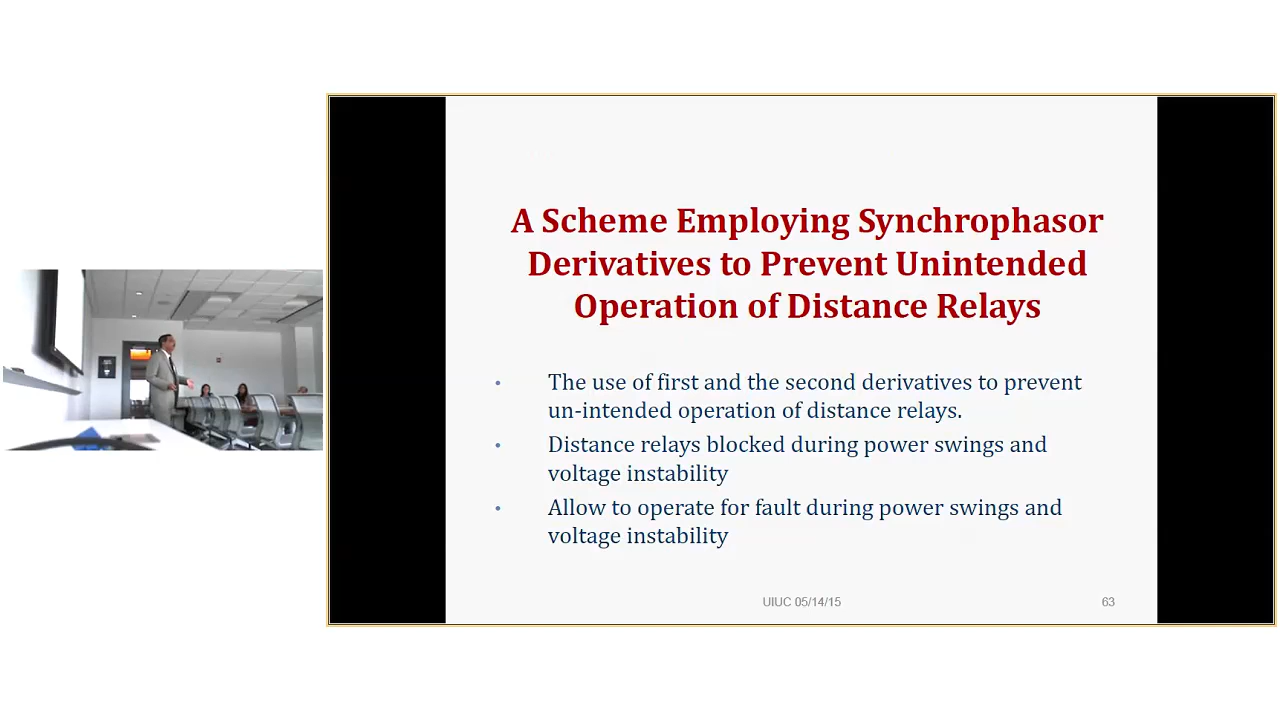 A Scheme Employing Synchrophasor
Derivatives to Prevent Unintended
Operation of Distance Relays
• The use of first and the second derivatives to prevent
un-intended operation of distance relays.
• Distance relays blocked during power swings and
voltage instability
• Allow to operate for fault during power swings and
voltage instability
UIUC 05/14/15
63